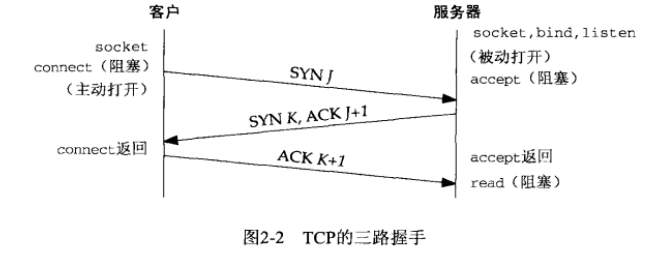 客户
服务器
socket
connect（阻塞）
（主动打开）
socket,bind,listen
（被动打开）
accept（阻塞）
SYN J
SYN K, ACK J+1
connect返回
ACK K+1
accept返回
read（阻塞）
图2-2 TCP的三路握手